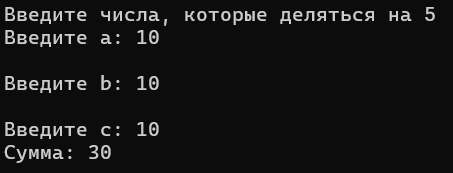 Введите числа, которые деляться на 5
Введите a: 10
Введите b: 10
Введите c: 10
Сумма: 30